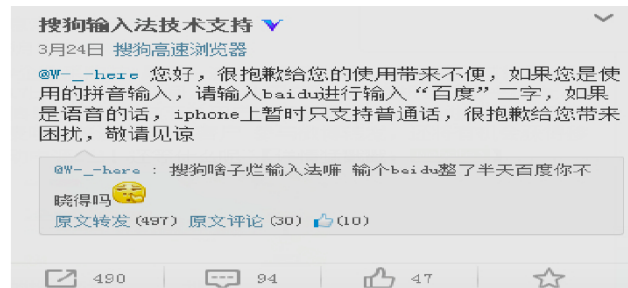 搜狗输入法技术支持
3月24日 搜狗高速浏览器
@W-_-here 您好，很抱歉给您的使用带来不便，如果您是使
用的拼音输入，请输入baidu进行输入“百度”二字，如果
是语音的话，iphone上暂时只支持普通话，很抱歉给您带来
困扰，敬请见谅
@W-_-here : 搜狗啥子烂输入法嘛 输个baidu整了半天百度你不
晓得吗
原文转发(497) 原文评论(30) (10)
490 94 47